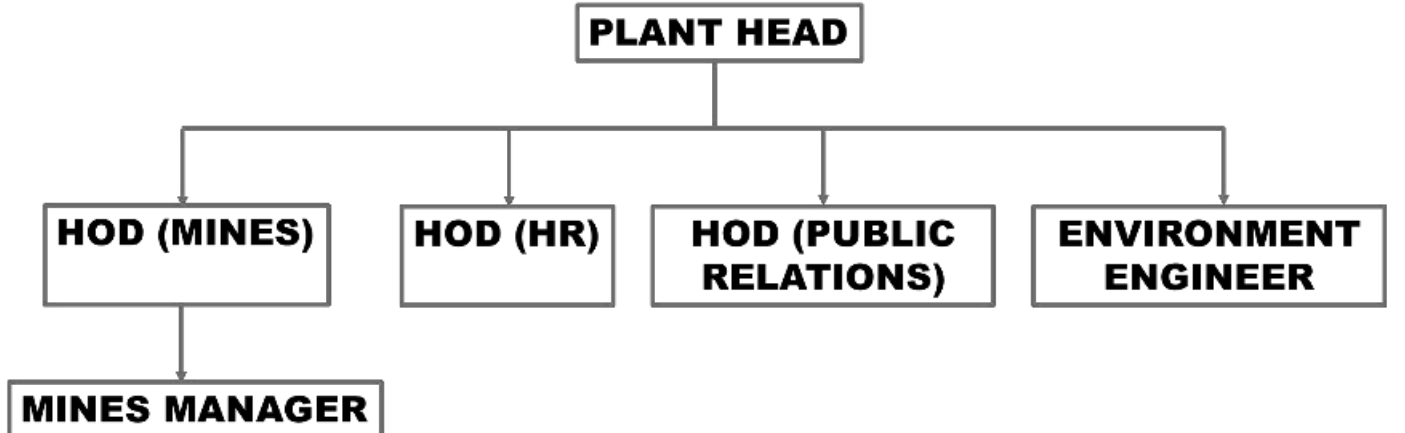 PLANT HEAD
HOD (MINES)
HOD (HR)
HOD (PUBLIC
RELATIONS)
ENVIRONMENT
ENGINEER
MINES MANAGER